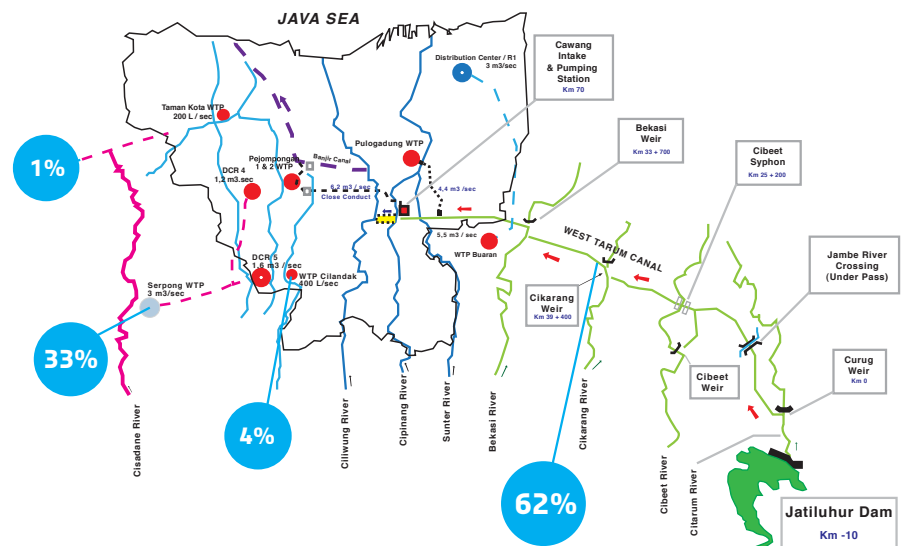 JAVA SEA
Cawang
Intake
& Pumping
Station
Km 70
Distribution Center / R1
3 m3/sec
Taman Kota WTP
200 L / sec
Bekasi
Weir
Km 33 + 700
Cibeet
Syphon
Km 25 + 200
1%
Pulogadung WTP
Banjir Canal
Pejompongan
1 & 2 WTP
DCR 4
1,2 m3.sec
6,2 m3 / sec
Close Conduct
4,4 m3 /sec
5,5 m3 / sec
WTP Buaran
WEST TARUM CANAL
Jambe River
Crossing
(Under Pass)
DCR 5
1,6 m3 / sec
WTP Cilandak
400 L/sec
Serpong WTP
3 m3/sec
Cikarang
Weir
Km 39 + 400
33%
Cibeet
Weir
Curug
Weir
Km 0
4%
62%
Cisadane River
Ciliwung River
Cipinang River
Sunter River
Bekasi River
Cikarang River
Cibeet River
Citarum River
Jatiluhur Dam
Km -10